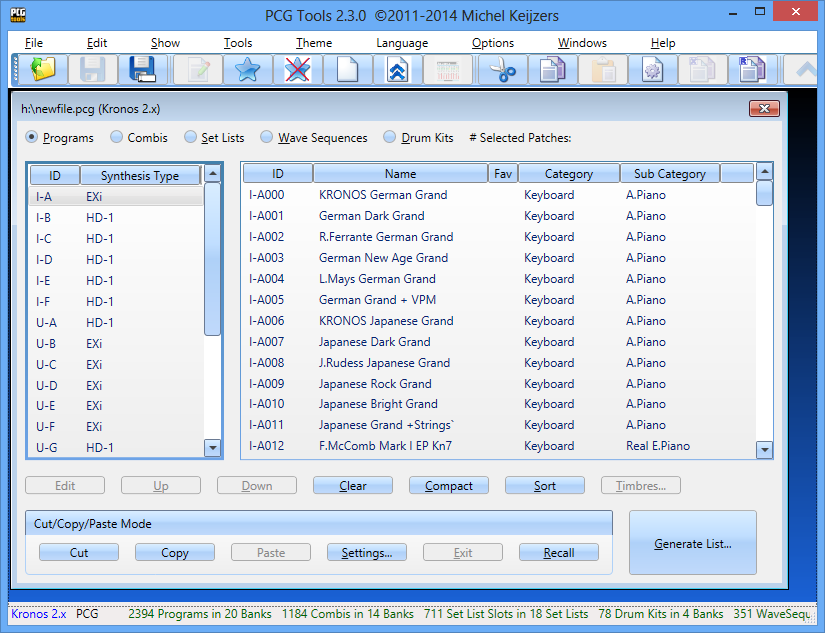 PCG Tools 2.3.0 ©2011-2014 Michel Keijzers
File Edit Show Tools Theme Language Options Windows Help
h:\newfile.pcg (Kronos 2.x)
Programs Combis Set Lists Wave Sequences Drum Kits # Selected Patches:
ID Synthesis Type
I-A EXi
I-B HD-1
I-C HD-1
I-D HD-1
I-E HD-1
I-F HD-1
U-A HD-1
U-B EXi
U-C EXi
U-D EXi
U-E EXi
U-F EXi
U-G HD-1
ID Name Fav Category Sub Category
I-A000 KRONOS German Grand Keyboard A.Piano
I-A001 German Dark Grand Keyboard A.Piano
I-A002 R.Ferrante German Grand Keyboard A.Piano
I-A003 German New Age Grand Keyboard A.Piano
I-A004 L.Mays German Grand Keyboard A.Piano
I-A005 German Grand + VPM Keyboard A.Piano
I-A006 KRONOS Japanese Grand Keyboard A.Piano
I-A007 Japanese Dark Grand Keyboard A.Piano
I-A008 J.Rudess Japanese Grand Keyboard A.Piano
I-A009 Japanese Rock Grand Keyboard A.Piano
I-A010 Japanese Bright Grand Keyboard A.Piano
I-A011 Japanese Grand +Strings` Keyboard A.Piano
I-A012 F.McComb Mark I EP Kn7 Keyboard Real E.Piano
Edit Up Down Clear Compact Sort Timbres...
Cut/Copy/Paste Mode
Cut Copy Paste Settings... Exit Recall
Generate List...
Kronos 2.x PCG 2394 Programs in 20 Banks 1184 Combis in 14 Banks 711 Set List Slots in 18 Set Lists 78 Drum Kits in 4 Banks 351 WaveSequ